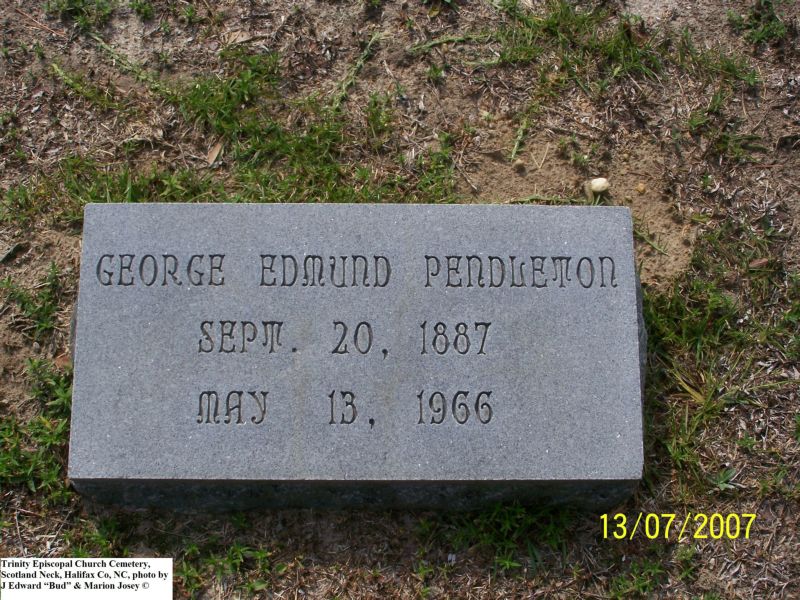 GEORGE EDMUND PENDLETON
SEPT. 20, 1887
MAY 13, 1966
13/07/2007
Trinity Episcopal Church Cemetery,
Scotland Neck, Halifax Co, NC, photo by
J Edward “Bud” & Marion Josey ©